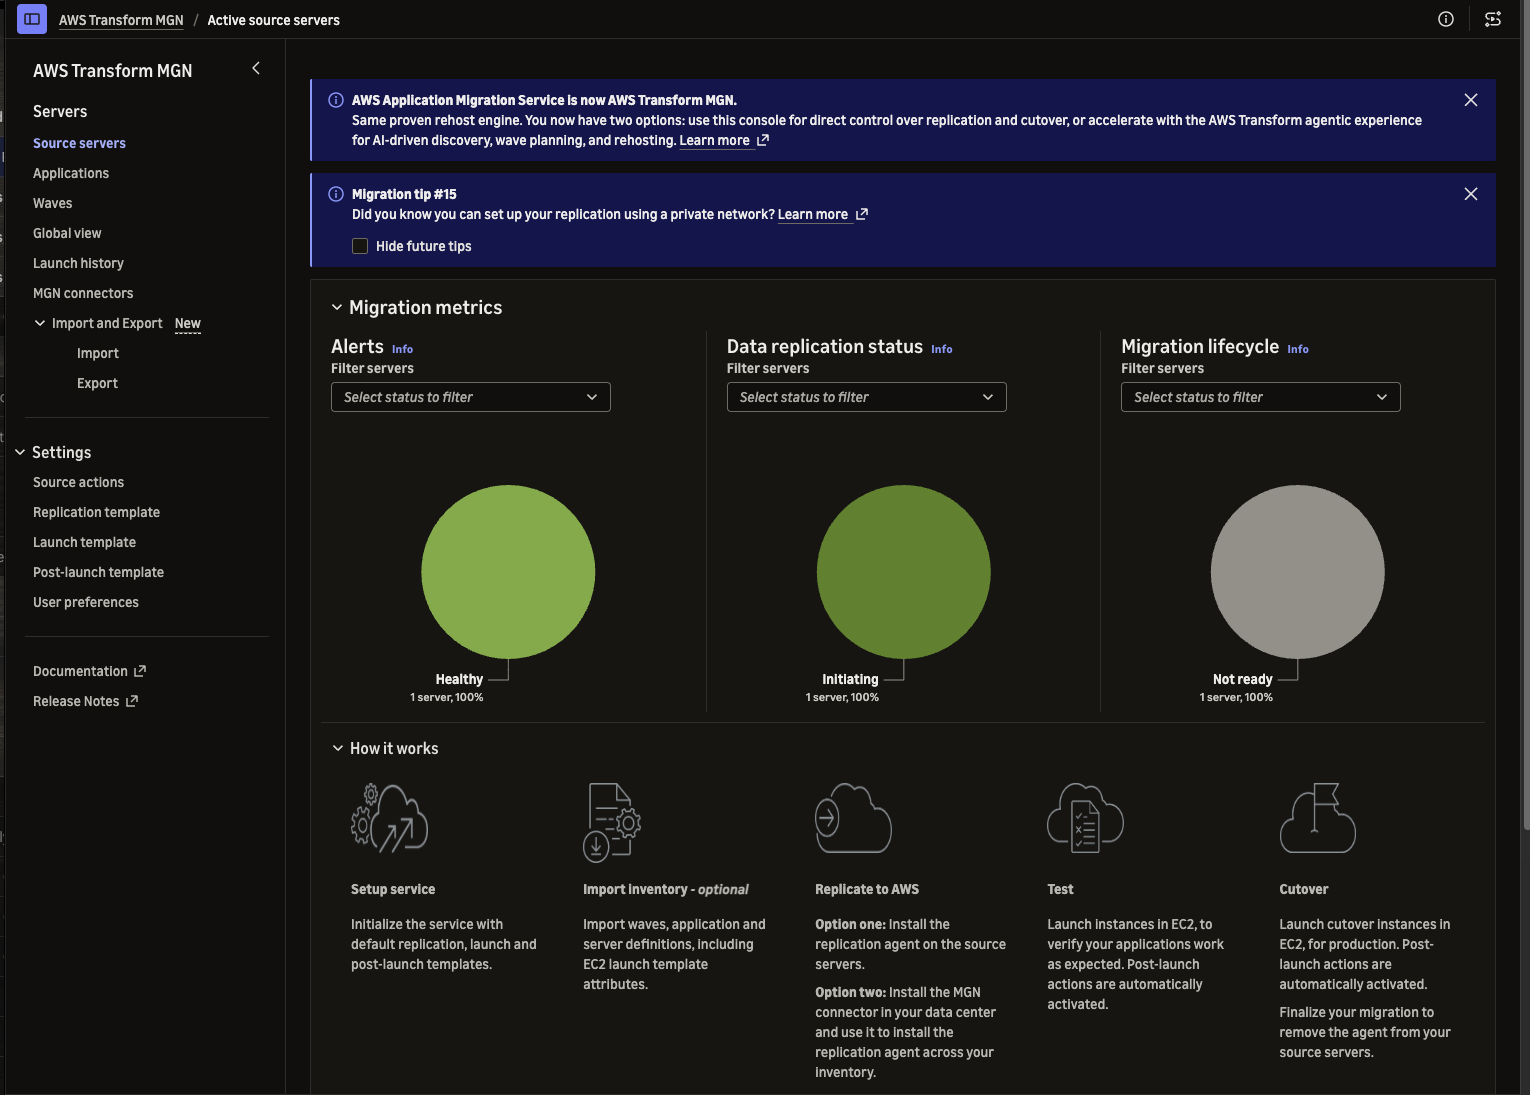 AWS Transform MGN / Active source servers
AWS Transform MGN
Servers
Source servers
Applications
Waves
Global view
Launch history
MGN connectors
Import and Export New
Import
Export
Settings
Source actions
Replication template
Launch template
Post-launch template
User preferences
Documentation
Release Notes
AWS Application Migration Service is now AWS Transform MGN.
Same proven rehost engine. You now have two options: use this console for direct control over replication and cutover, or accelerate with the AWS Transform agentic experience
for AI-driven discovery, wave planning, and rehosting. Learn more
Migration tip #15
Did you know you can set up your replication using a private network? Learn more
Hide future tips
Migration metrics
Alerts Info
Filter servers
Select status to filter
Healthy
1 server, 100%
Data replication status Info
Filter servers
Select status to filter
Initiating
1 server, 100%
Migration lifecycle Info
Filter servers
Select status to filter
Not ready
1 server, 100%
How it works
Setup service
Initialize the service with
default replication, launch and
post-launch templates.
Import inventory - optional
Import waves, application and
server definitions, including
EC2 launch template
attributes.
Replicate to AWS
Option one: Install the
replication agent on the source
servers.
Option two: Install the MGN
connector in your data center
and use it to install the
replication agent across your
inventory.
Test
Launch instances in EC2, to
verify your applications work
as expected. Post-launch
actions are automatically
activated.
Cutover
Launch cutover instances in
EC2, for production. Post-
launch actions are
automatically activated.
Finalize your migration to
remove the agent from your
source servers.